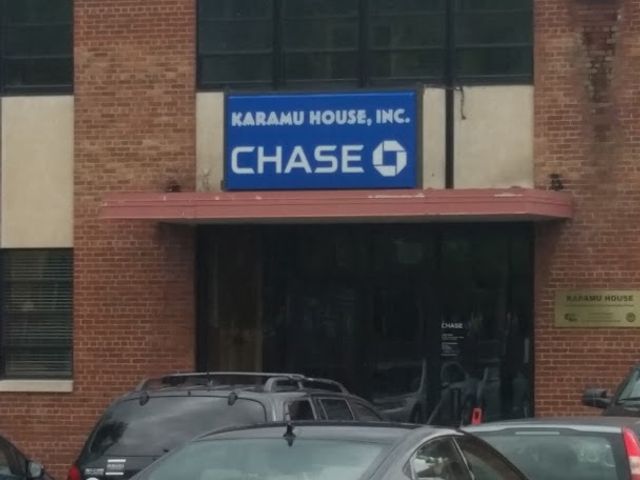 KARAMU HOUSE, INC.
CHASE
CHASE
KARAMU HOUSE